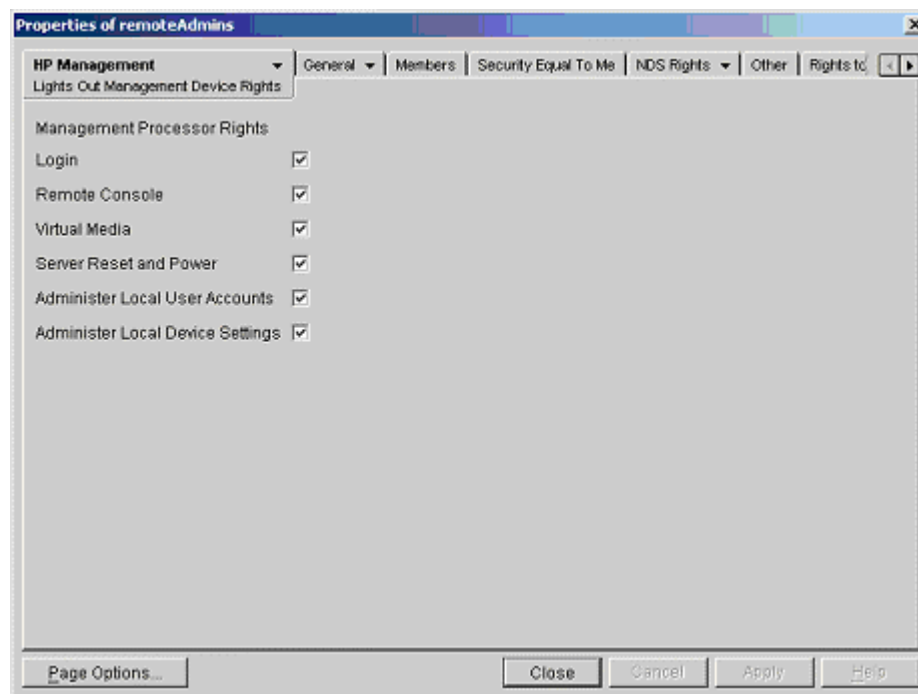 Properties of remoteAdmins
HP Management General Members Security Equal To Me NDS Rights Other Rights to
Lights Out Management Device Rights
Management Processor Rights
Login
Remote Console
Virtual Media
Server Reset and Power
Administer Local User Accounts
Administer Local Device Settings
Page Options... Close Cancel Apply Help